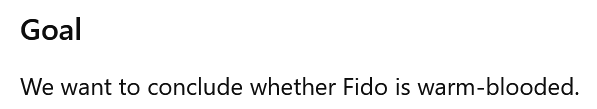 Goal
We want to conclude whether Fido is warm-blooded.